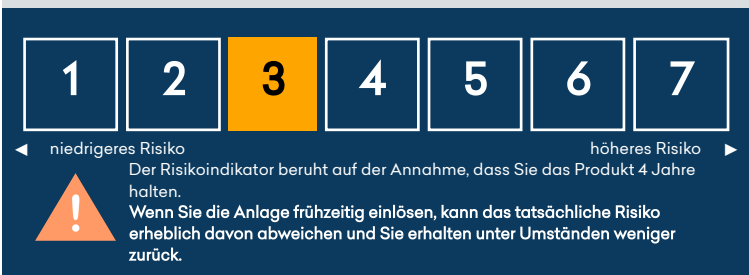 1 2 3 4 5 6 7
◄ niedrigeres Risiko höheres Risiko ►
Der Risikoindikator beruht auf der Annahme, dass Sie das Produkt 4 Jahre
halten.
Wenn Sie die Anlage frühzeitig einlösen, kann das tatsächliche Risiko
erheblich davon abweichen und Sie erhalten unter Umständen weniger
zurück.
!